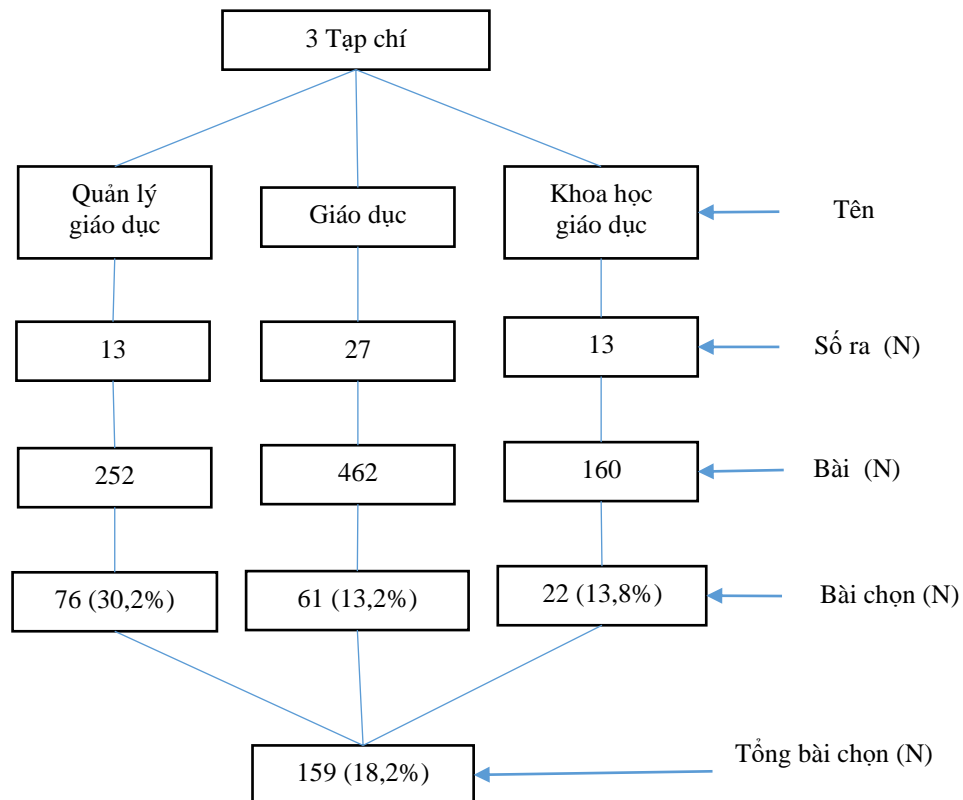 3 Tạp chí
Quản lý
giáo dục
Giáo dục
Khoa học
giáo dục
Tên
13
27
13
Số ra (N)
252
462
160
Bài (N)
76 (30,2%)
61 (13,2%)
22 (13,8%)
Bài chọn (N)
159 (18,2%)
Tổng bài chọn (N)